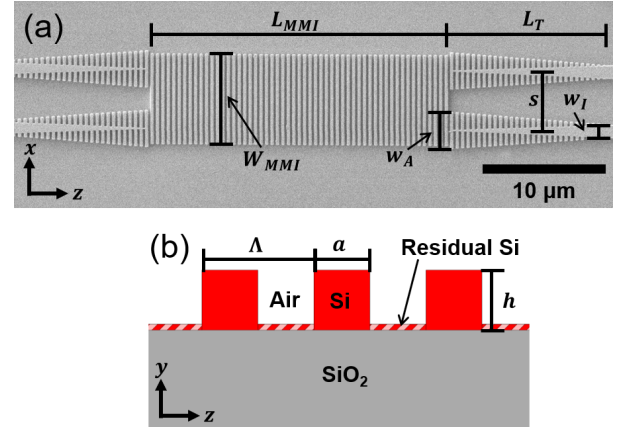 (a)
L_MMI
L_T
s
w_I
W_MMI
w_A
x
z
10 µm
(b)
Λ
a
Residual Si
Air
Si
h
SiO₂
y
z